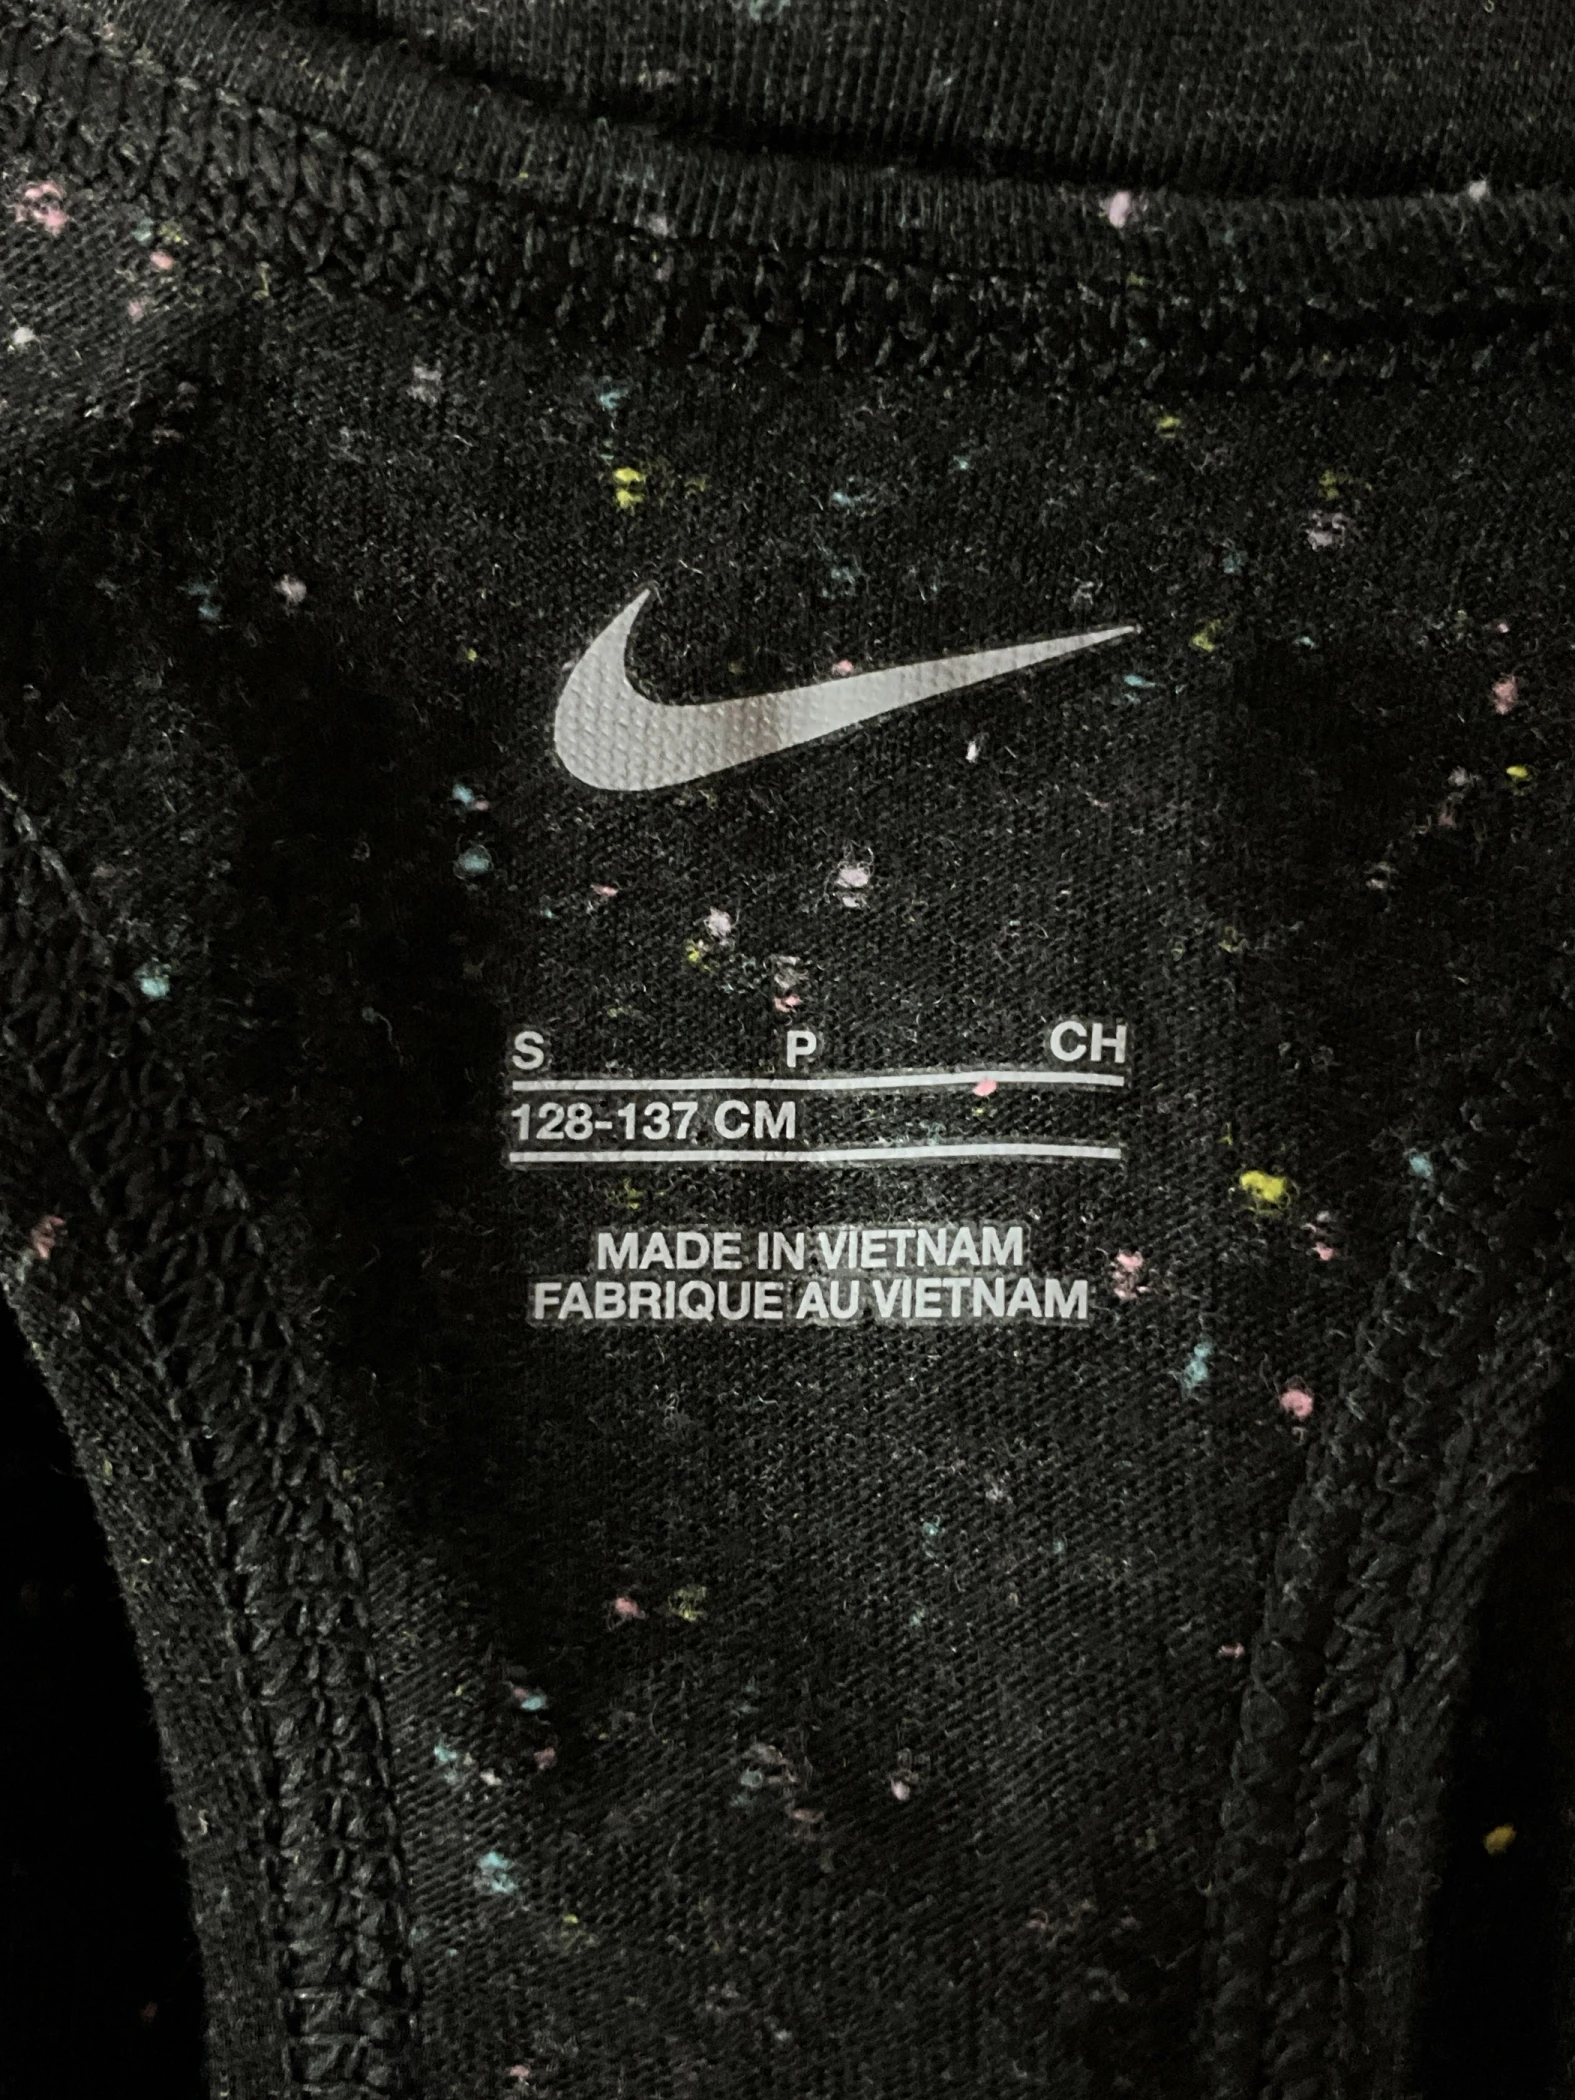 S P CH
128-137 CM
MADE IN VIETNAM
FABRIQUE AU VIETNAM